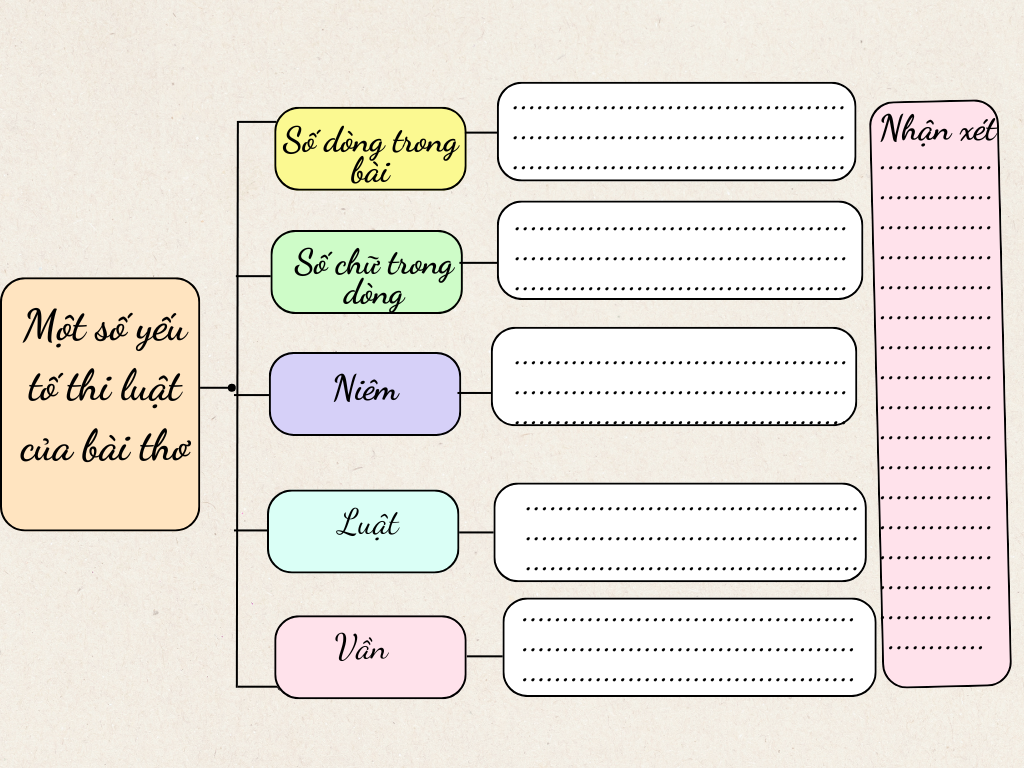 Một số yếu
tố thi luật
của bài thơ
Số dòng trong
bài
Số chữ trong
dòng
Niêm
Luật
Vần
Nhận xét